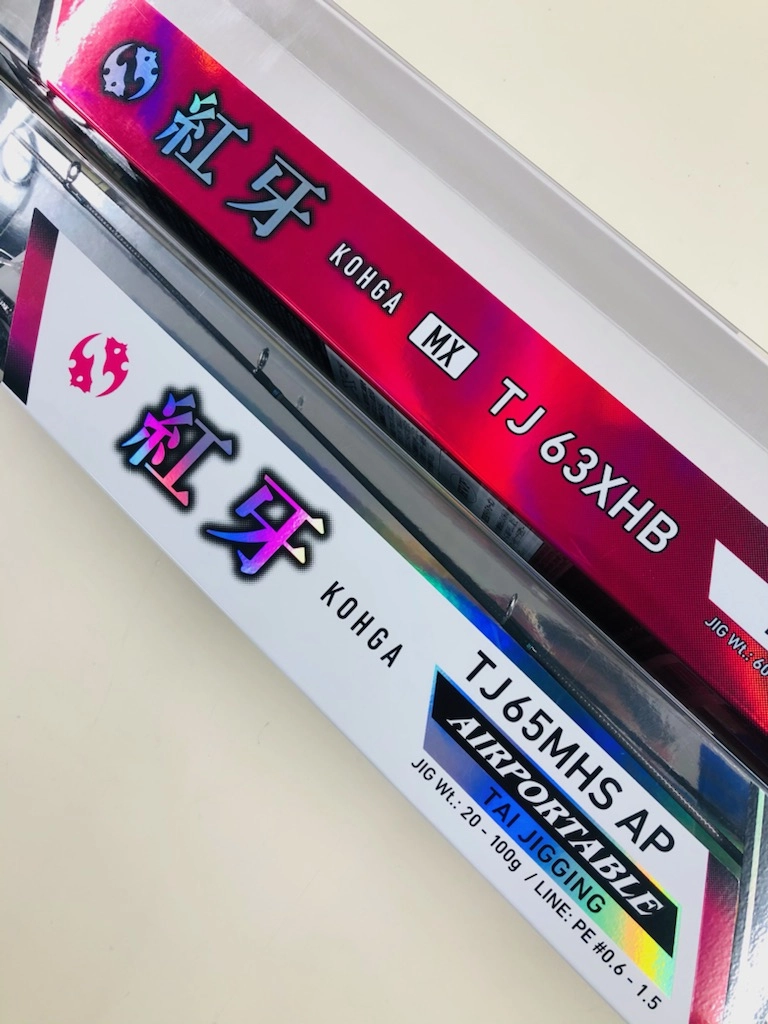 紅牙 KOHGA MX TJ 63XHB
JIG Wt.: 60
紅牙 KOHGA
TJ65MHS AP
AIRPORTABLE
TAI JIGGING
JIG Wt.: 20 - 100g / LINE: PE #0.6 - 1.5